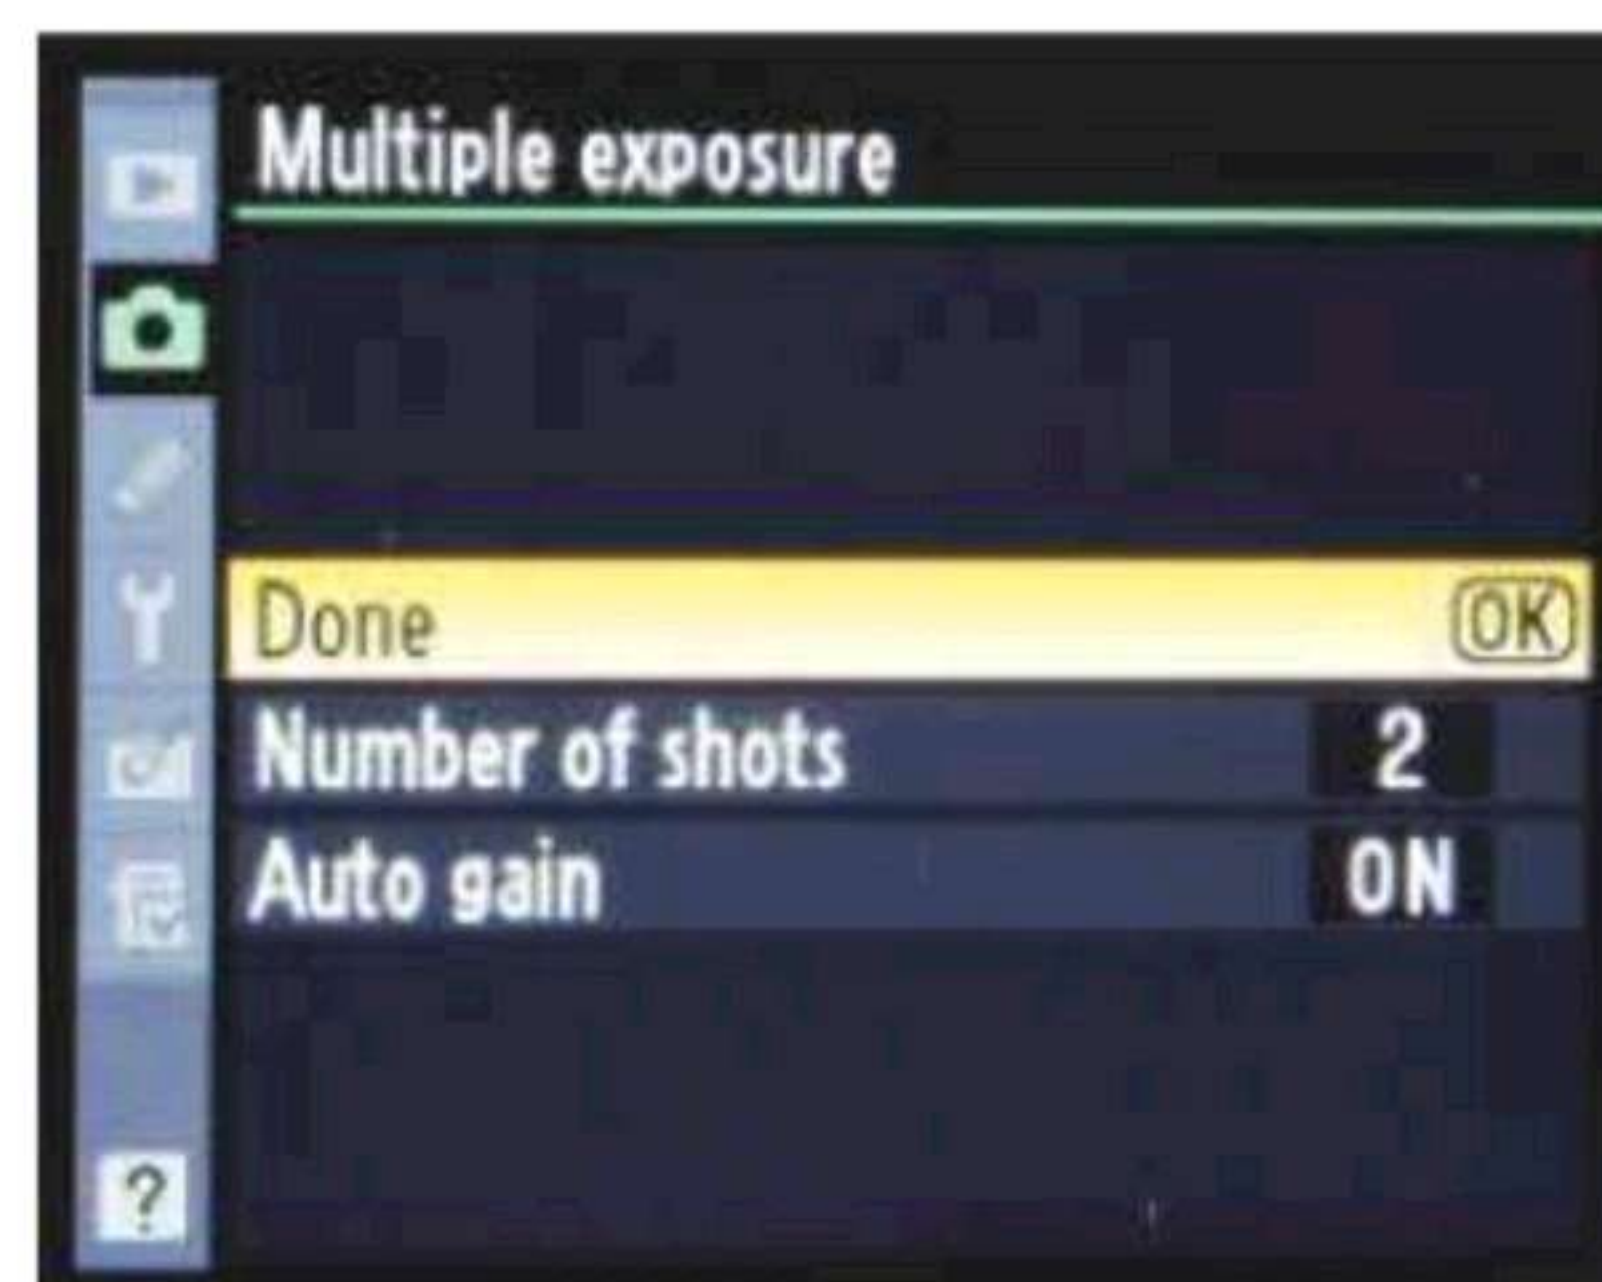 Multiple exposure
Done OK
Number of shots 2
Auto gain ON
?